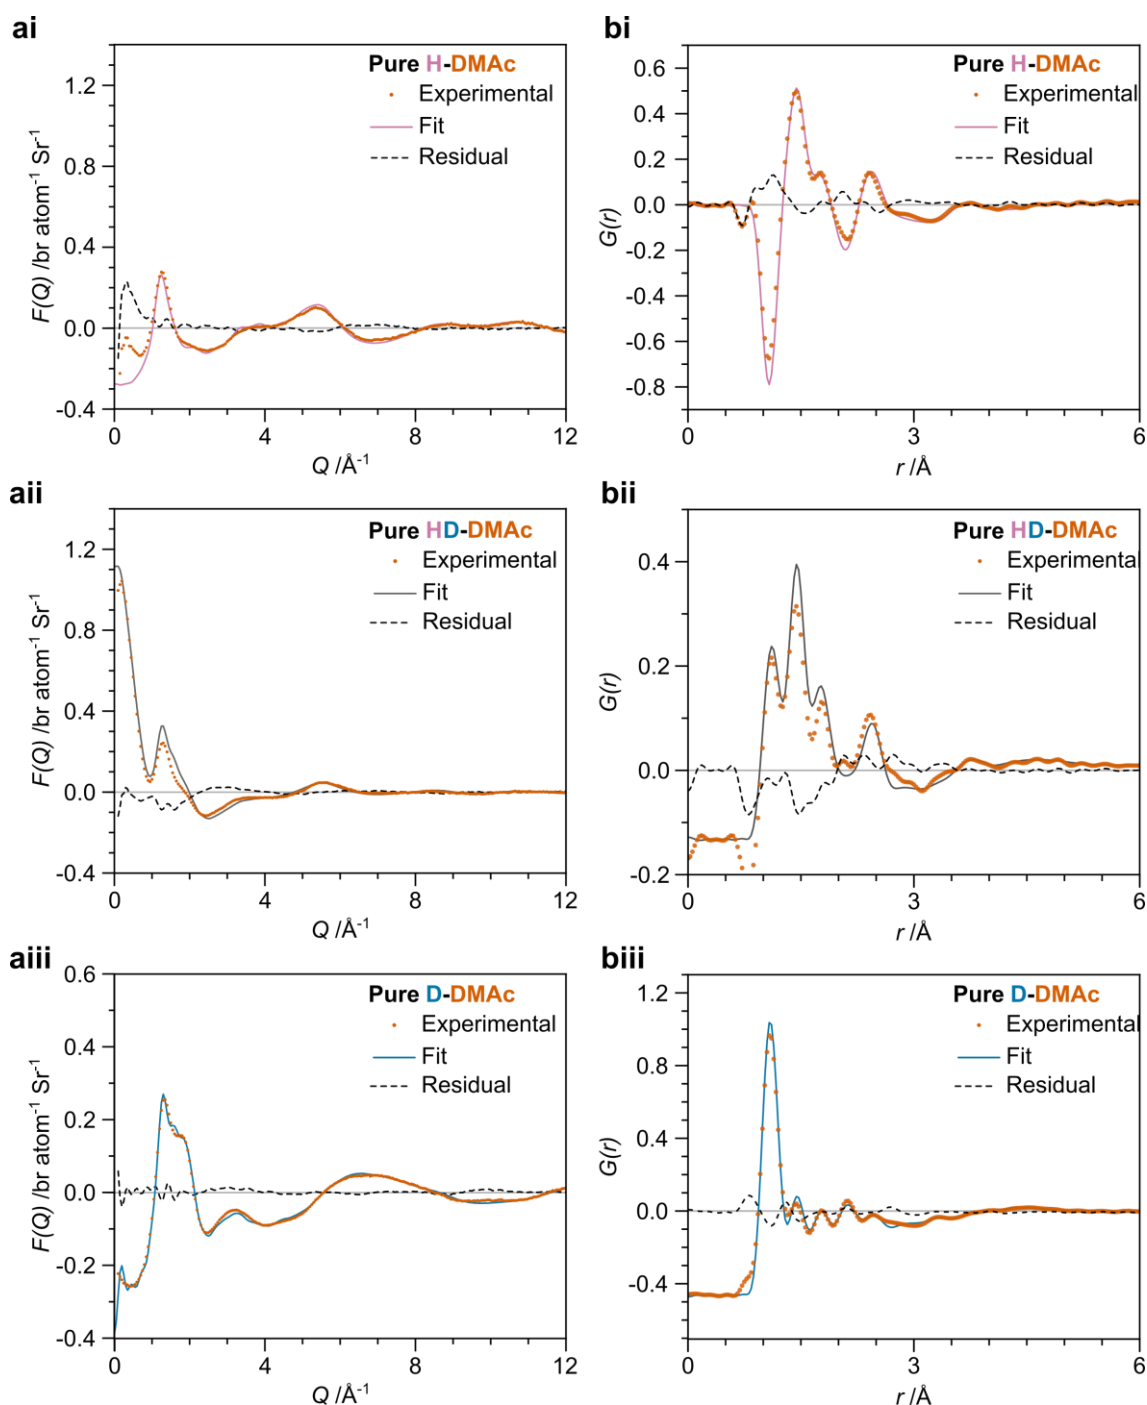 ai
Pure H-DMAc
Experimental
Fit
Residual
F(Q) /br atom⁻¹ Sr⁻¹
1.2
0.8
0.4
0.0
-0.4
0
4
8
12
Q /Å⁻¹
bi
Pure H-DMAc
Experimental
Fit
Residual
G(r)
0.6
0.4
0.2
0.0
-0.2
-0.4
-0.6
-0.8
0
3
6
r /Å
aii
Pure HD-DMAc
Experimental
Fit
Residual
F(Q) /br atom⁻¹ Sr⁻¹
1.2
0.8
0.4
0.0
-0.4
0
4
8
12
Q /Å⁻¹
bii
Pure HD-DMAc
Experimental
Fit
Residual
G(r)
0.4
0.2
0.0
-0.2
0
3
6
r /Å
aiii
Pure D-DMAc
Experimental
Fit
Residual
F(Q) /br atom⁻¹ Sr⁻¹
0.6
0.4
0.2
0.0
-0.2
-0.4
0
4
8
12
Q /Å⁻¹
biii
Pure D-DMAc
Experimental
Fit
Residual
G(r)
1.2
0.8
0.4
0.0
-0.4
0
3
6
r /Å